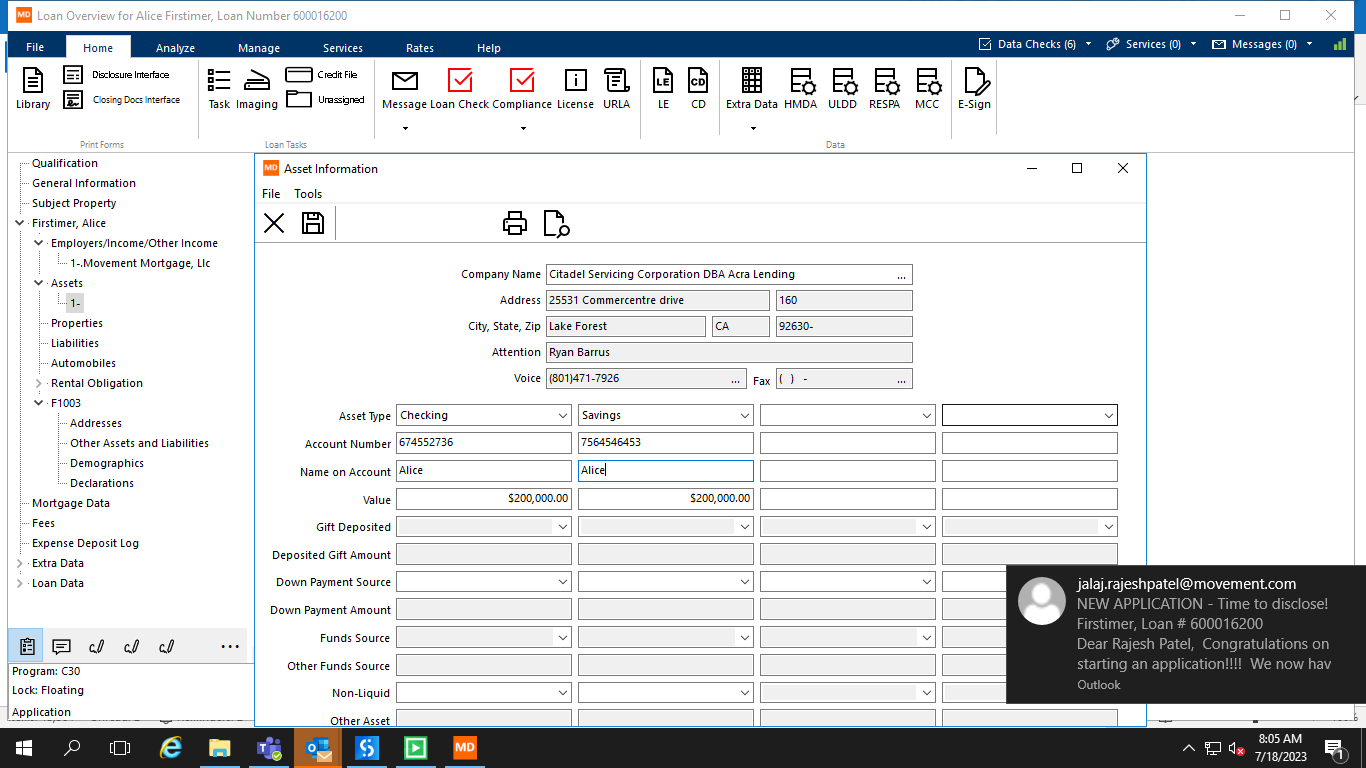 MD Loan Overview for Alice Firstimer, Loan Number 600016200
File Home Analyze Manage Services Rates Help Data Checks (6) Services (0) Messages (0)
Library
Disclosure Interface
Closing Docs Interface
Print Forms
Task Imaging
Credit File
Unassigned
Loan Tasks
Message Loan Check Compliance License URLA
LE CD
Extra Data HMDA ULDD RESPA MCC E-Sign
Data
Qualification
General Information
Subject Property
Firstimer, Alice
Employers/Income/Other Income
1-.Movement Mortgage, Llc
Assets
1-
Properties
Liabilities
Automobiles
Rental Obligation
F1003
Addresses
Other Assets and Liabilities
Demographics
Declarations
Mortgage Data
Fees
Expense Deposit Log
Extra Data
Loan Data
Program: C30
Lock: Floating
Application
MD Asset Information
File Tools
Company Name Citadel Servicing Corporation DBA Acra Lending ...
Address 25531 Commercentre drive 160
City, State, Zip Lake Forest CA 92630-
Attention Ryan Barrus
Voice (801)471-7926 ... Fax ( ) - ...
Asset Type Checking Savings
Account Number 674552736 7564546453
Name on Account Alice Alice
Value $200,000.00 $200,000.00
Gift Deposited
Deposited Gift Amount
Down Payment Source
Down Payment Amount
Funds Source
Other Funds Source
Non-Liquid
Other Asset
jalaj.rajeshpatel@movement.com
NEW APPLICATION - Time to disclose!
Firstimer, Loan # 600016200
Dear Rajesh Patel, Congratulations on
starting an application!!!! We now hav
Outlook
MD
8:05 AM
7/18/2023
1